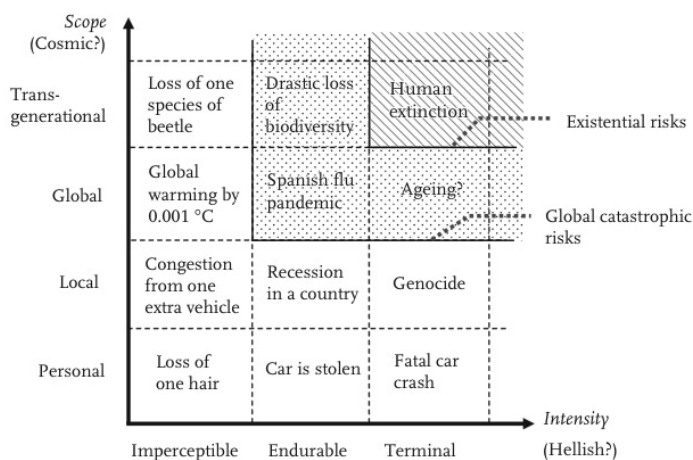 Scope
(Cosmic?)
Trans-
generational
Loss of one
species of
beetle
Drastic loss
of
biodiversity
Human
extinction
Existential risks
Global
Global
warming by
0.001 °C
Spanish flu
pandemic
Ageing?
Global catastrophic
risks
Local
Congestion
from one
extra vehicle
Recession
in a country
Genocide
Personal
Loss of
one hair
Car is stolen
Fatal car
crash
Intensity
(Hellish?)
Imperceptible
Endurable
Terminal